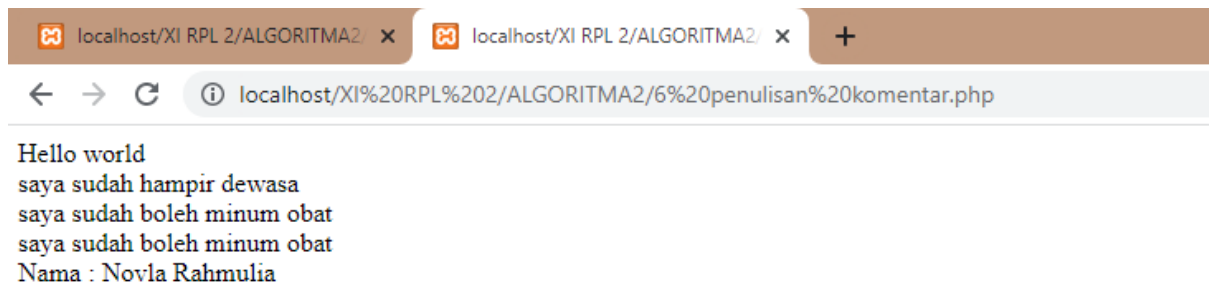 localhost/XI RPL 2/ALGORITMA2/ localhost/XI RPL 2/ALGORITMA2/
localhost/XI%20RPL%202/ALGORITMA2/6%20penulisan%20komentar.php
Hello world
saya sudah hampir dewasa
saya sudah boleh minum obat
saya sudah boleh minum obat
Nama : Novla Rahmulia